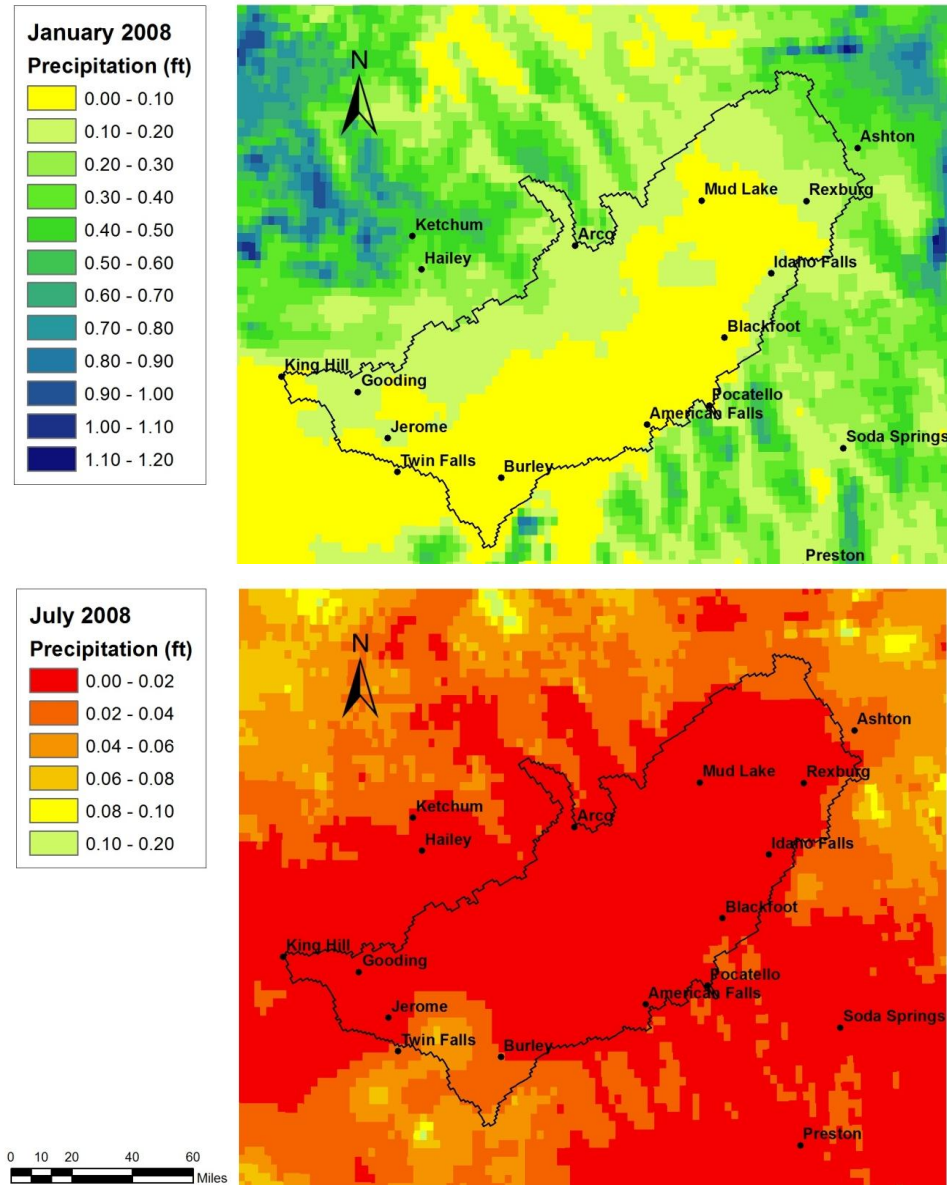 January 2008
Precipitation (ft)
0.00 - 0.10
0.10 - 0.20
0.20 - 0.30
0.30 - 0.40
0.40 - 0.50
0.50 - 0.60
0.60 - 0.70
0.70 - 0.80
0.80 - 0.90
0.90 - 1.00
1.00 - 1.10
1.10 - 1.20
N
Ashton
Mud Lake
Rexburg
Ketchum
Arco
Hailey
Idaho Falls
Blackfoot
King Hill
Gooding
Pocatello
American Falls
Jerome
Soda Springs
Twin Falls
Burley
Preston
July 2008
Precipitation (ft)
0.00 - 0.02
0.02 - 0.04
0.04 - 0.06
0.06 - 0.08
0.08 - 0.10
0.10 - 0.20
N
Ashton
Mud Lake
Rexburg
Ketchum
Arco
Hailey
Idaho Falls
Blackfoot
King Hill
Gooding
Pocatello
American Falls
Jerome
Soda Springs
Twin Falls
Burley
Preston
0 10 20 40 60
Miles